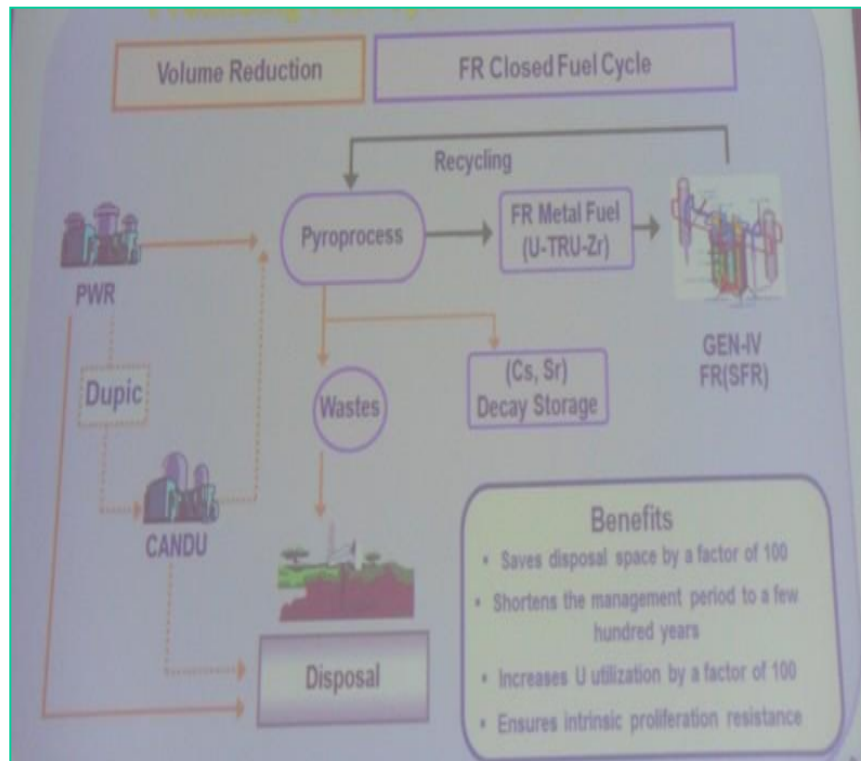 Volume Reduction
FR Closed Fuel Cycle
Recycling
Pyroprocess
FR Metal Fuel
(U-TRU-Zr)
PWR
GEN-IV
FR(SFR)
Dupic
Wastes
(Cs, Sr)
Decay Storage
CANDU
Disposal
Benefits
• Saves disposal space by a factor of 100
• Shortens the management period to a few
hundred years
• Increases U utilization by a factor of 100
• Ensures intrinsic proliferation resistance